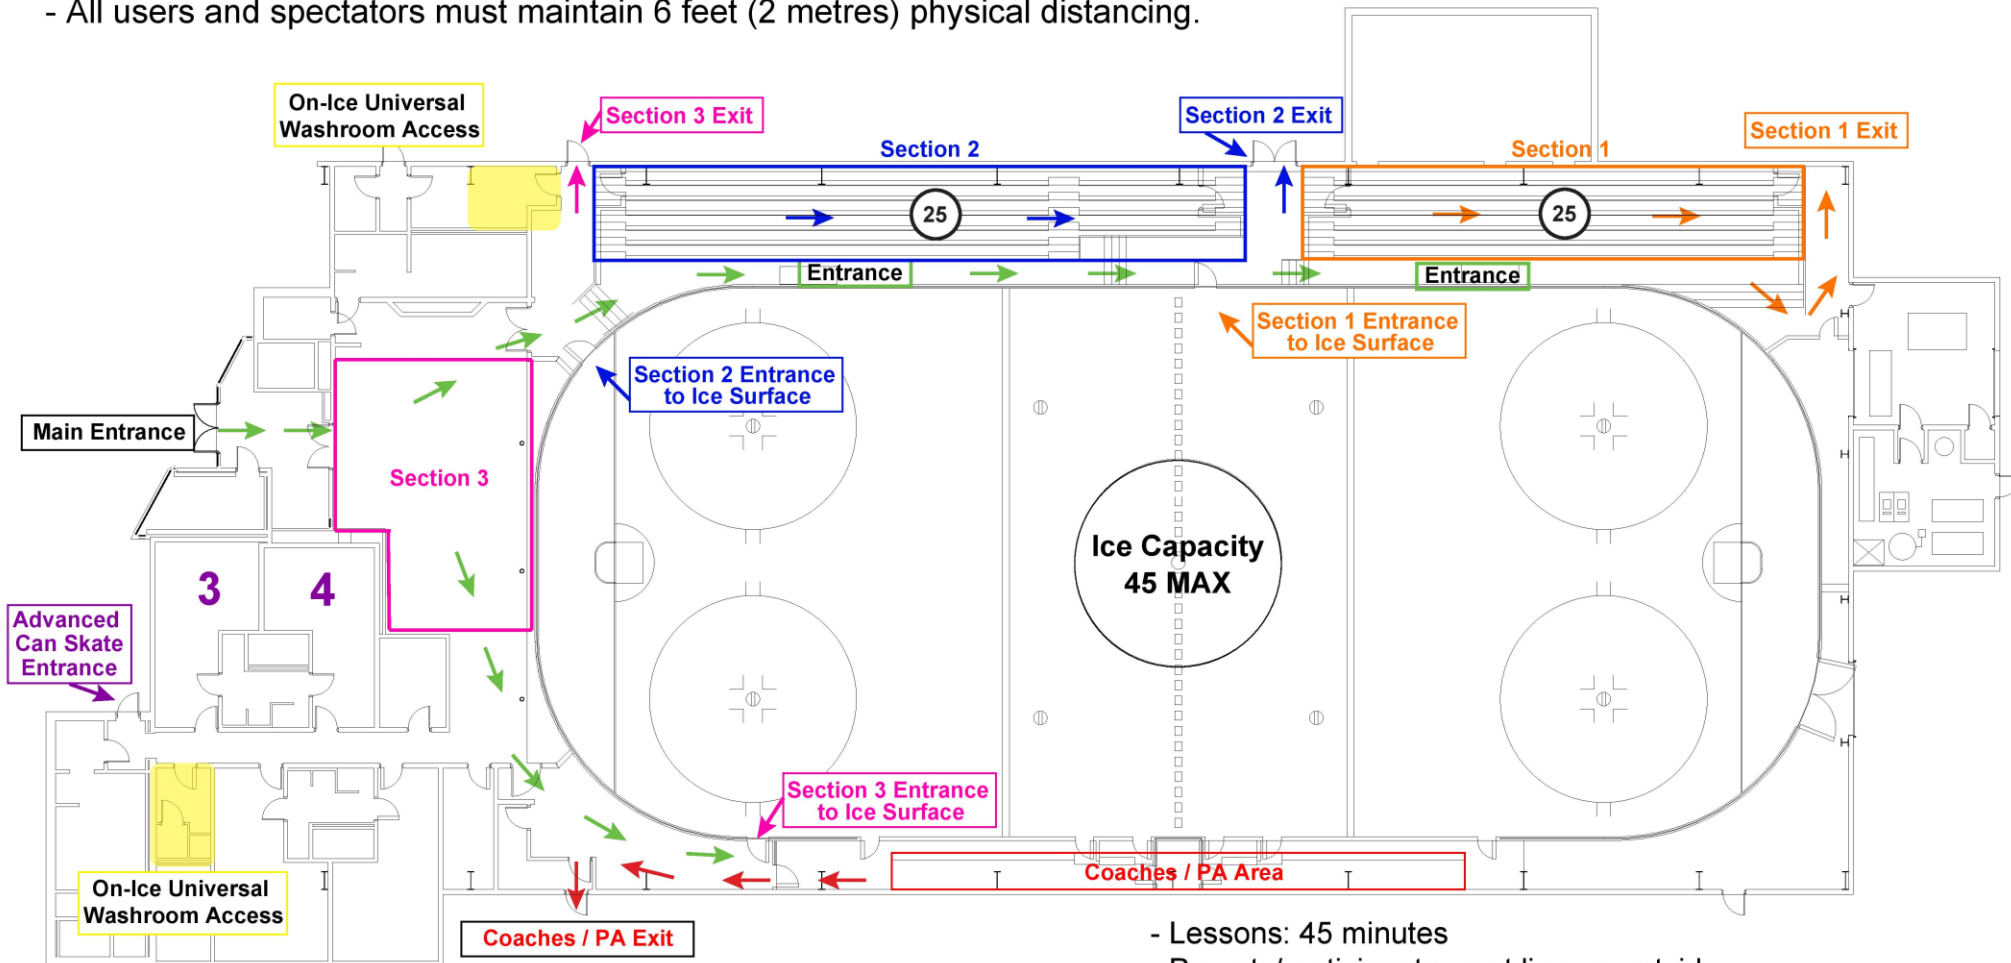 - All users and spectators must maintain 6 feet (2 metres) physical distancing.
On-Ice Universal
Washroom Access
Section 3 Exit
Section 2 Exit
Section 1 Exit
Section 2
Section 1
25
25
Entrance
Entrance
Section 1 Entrance
to Ice Surface
Section 2 Entrance
to Ice Surface
Main Entrance
Section 3
Ice Capacity
45 MAX
3
4
Advanced
Can Skate
Entrance
Section 3 Entrance
to Ice Surface
Coaches / PA Area
On-Ice Universal
Washroom Access
Coaches / PA Exit
- Lessons: 45 minutes